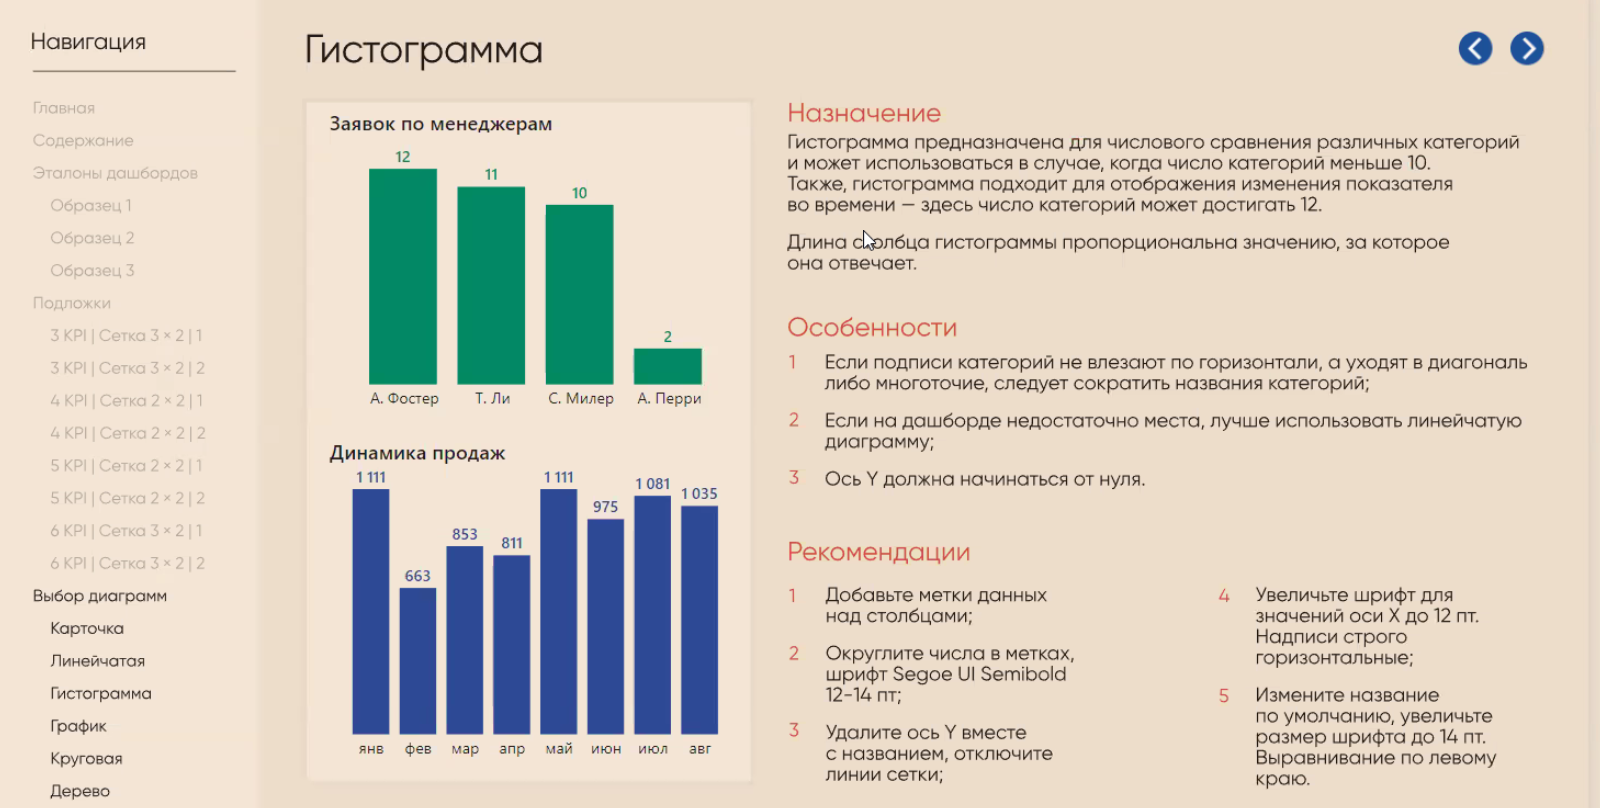 Навигация
Главная
Содержание
Эталоны дашбордов
Образец 1
Образец 2
Образец 3
Подложки
3 KPI | Сетка 3 × 2 | 1
3 KPI | Сетка 3 × 2 | 2
4 KPI | Сетка 2 × 2 | 1
4 KPI | Сетка 2 × 2 | 2
5 KPI | Сетка 2 × 2 | 1
5 KPI | Сетка 2 × 2 | 2
6 KPI | Сетка 3 × 2 | 1
6 KPI | Сетка 3 × 2 | 2
Выбор диаграмм
Карточка
Линейчатая
Гистограмма
График
Круговая
Дерево
Гистограмма
Заявок по менеджерам
12
11
10
2
А. Фостер
Т. Ли
С. Милер
А. Перри
Динамика продаж
1 111
663
853
811
1 111
975
1 081
1 035
янв
фев
мар
апр
май
июн
июл
авг
Назначение
Гистограмма предназначена для числового сравнения различных категорий
и может использоваться в случае, когда число категорий меньше 10.
Также, гистограмма подходит для отображения изменения показателя
во времени — здесь число категорий может достигать 12.
Длина столбца гистограммы пропорциональна значению, за которое
она отвечает.
Особенности
1 Если подписи категорий не влезают по горизонтали, а уходят в диагональ
либо многоточие, следует сократить названия категорий;
2 Если на дашборде недостаточно места, лучше использовать линейчатую
диаграмму;
3 Ось Y должна начинаться от нуля.
Рекомендации
1 Добавьте метки данных
над столбцами;
2 Округлите числа в метках,
шрифт Segoe UI Semibold
12-14 пт;
3 Удалите ось Y вместе
с названием, отключите
линии сетки;
4 Увеличьте шрифт для
значений оси X до 12 пт.
Надписи строго
горизонтальные;
5 Измените название
по умолчанию, увеличьте
размер шрифта до 14 пт.
Выравнивание по левому
краю.